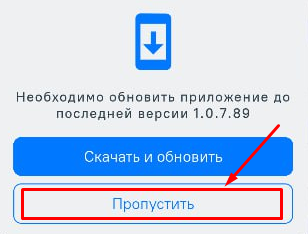 Необходимо обновить приложение до
последней версии 1.0.7.89
Скачать и обновить
Пропустить